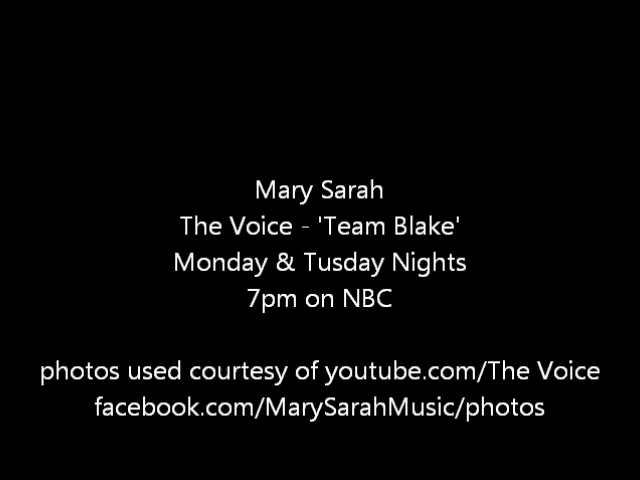 Mary Sarah
The Voice - 'Team Blake'
Monday & Tusday Nights
7pm on NBC
photos used courtesy of youtube.com/The Voice
facebook.com/MarySarahMusic/photos